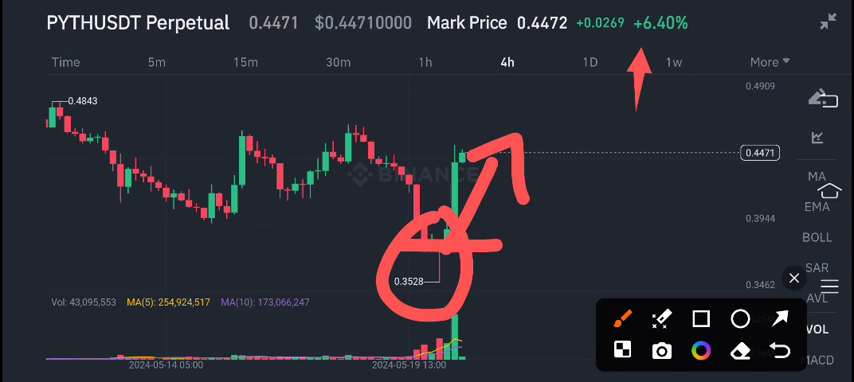 PYTHUSDT Perpetual 0.4471 $0.44710000 Mark Price 0.4472 +0.0269 +6.40%
Time 5m 15m 30m 1h 4h 1D 1w More
0.4909
0.4843
0.4471
BINANCE
MA
EMA
0.3944
BOLL
SAR
0.3528
0.3462
AVL
Vol: 43,095,553 MA(5): 254,924,517 MA(10): 173,066,247
VOL
MACD
2024-05-14 05:00 2024-05-19 13:00